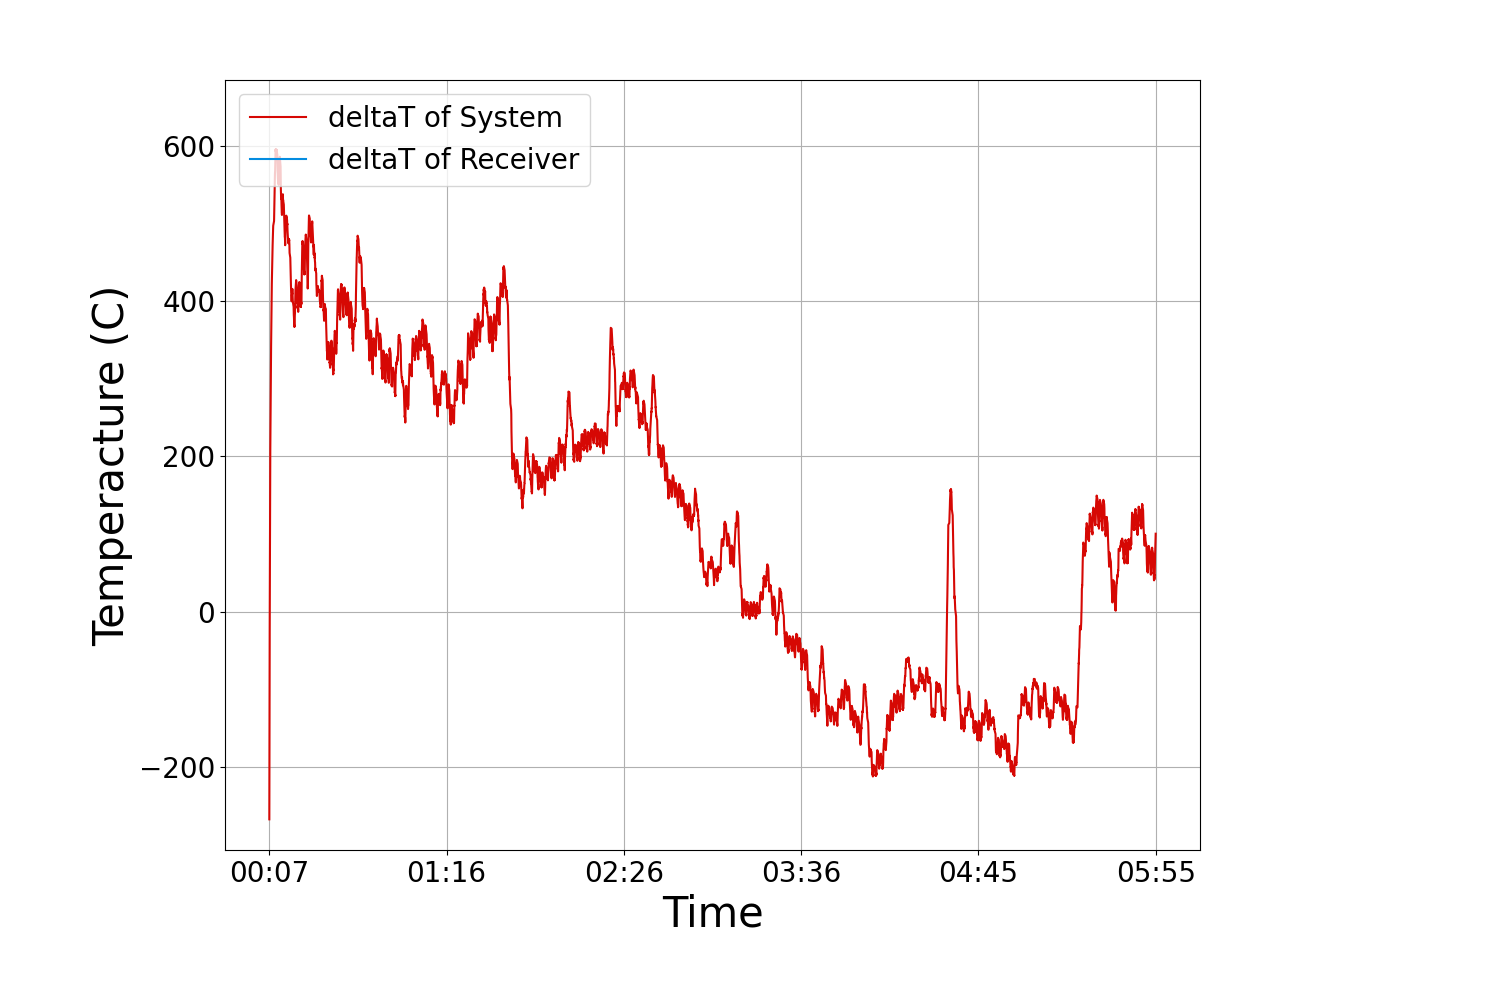 deltaT of System
deltaT of Receiver
600
400
200
0
−200
Temperacture (C)
00:07 01:16 02:26 03:36 04:45 05:55
Time